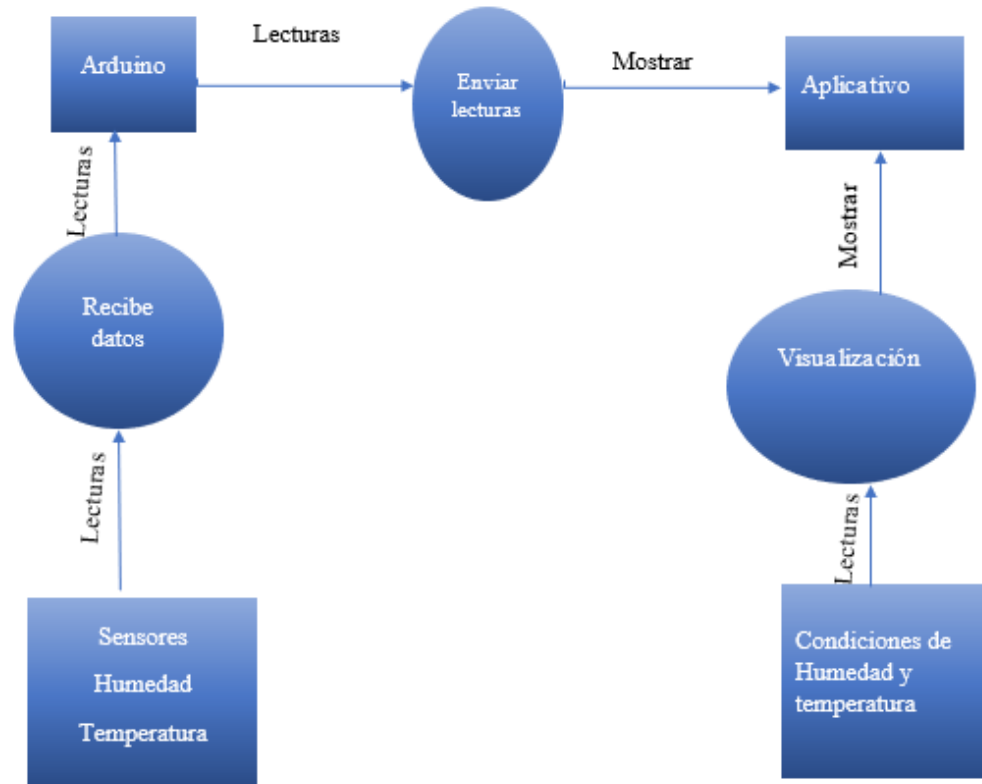 Arduino
Lecturas
Enviar
lecturas
Mostrar
Aplicativo
Lecturas
Mostrar
Recibe
datos
Visualización
Lecturas
Lecturas
Sensores
Humedad
Temperatura
Condiciones de
Humedad y
temperatura